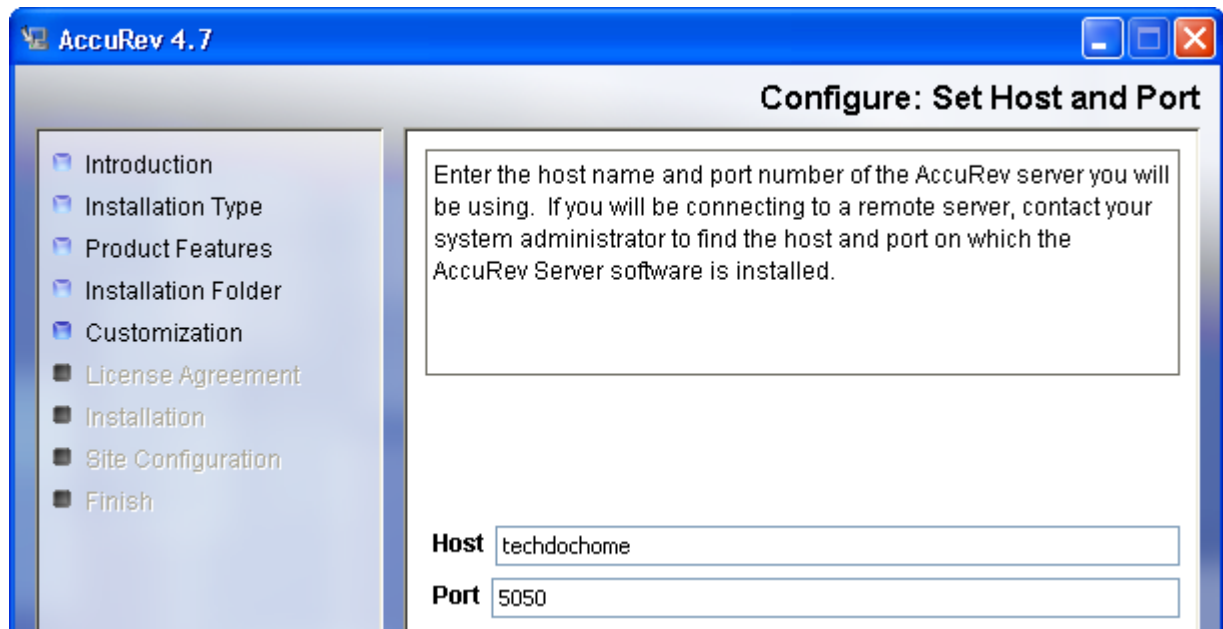 AccuRev 4.7
Configure: Set Host and Port
Introduction
Installation Type
Product Features
Installation Folder
Customization
License Agreement
Installation
Site Configuration
Finish
Enter the host name and port number of the AccuRev server you will
be using. If you will be connecting to a remote server, contact your
system administrator to find the host and port on which the
AccuRev Server software is installed.
Host techdochome
Port 5050